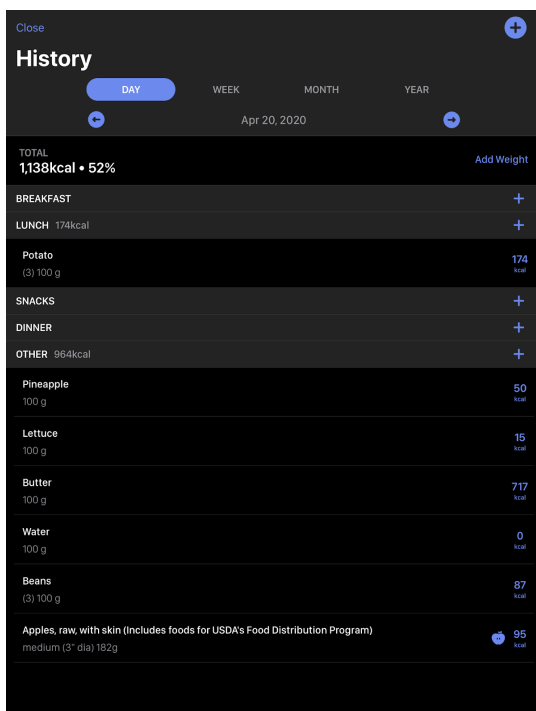 Close
History
DAY WEEK MONTH YEAR
Apr 20, 2020
TOTAL
1,138kcal • 52%
Add Weight
BREAKFAST
LUNCH 174kcal
Potato
(3) 100 g
174
kcal
SNACKS
DINNER
OTHER 964kcal
Pineapple
100 g
50
kcal
Lettuce
100 g
15
kcal
Butter
100 g
717
kcal
Water
100 g
0
kcal
Beans
(3) 100 g
87
kcal
Apples, raw, with skin (Includes foods for USDA's Food Distribution Program)
medium (3" dia) 182g
95
kcal